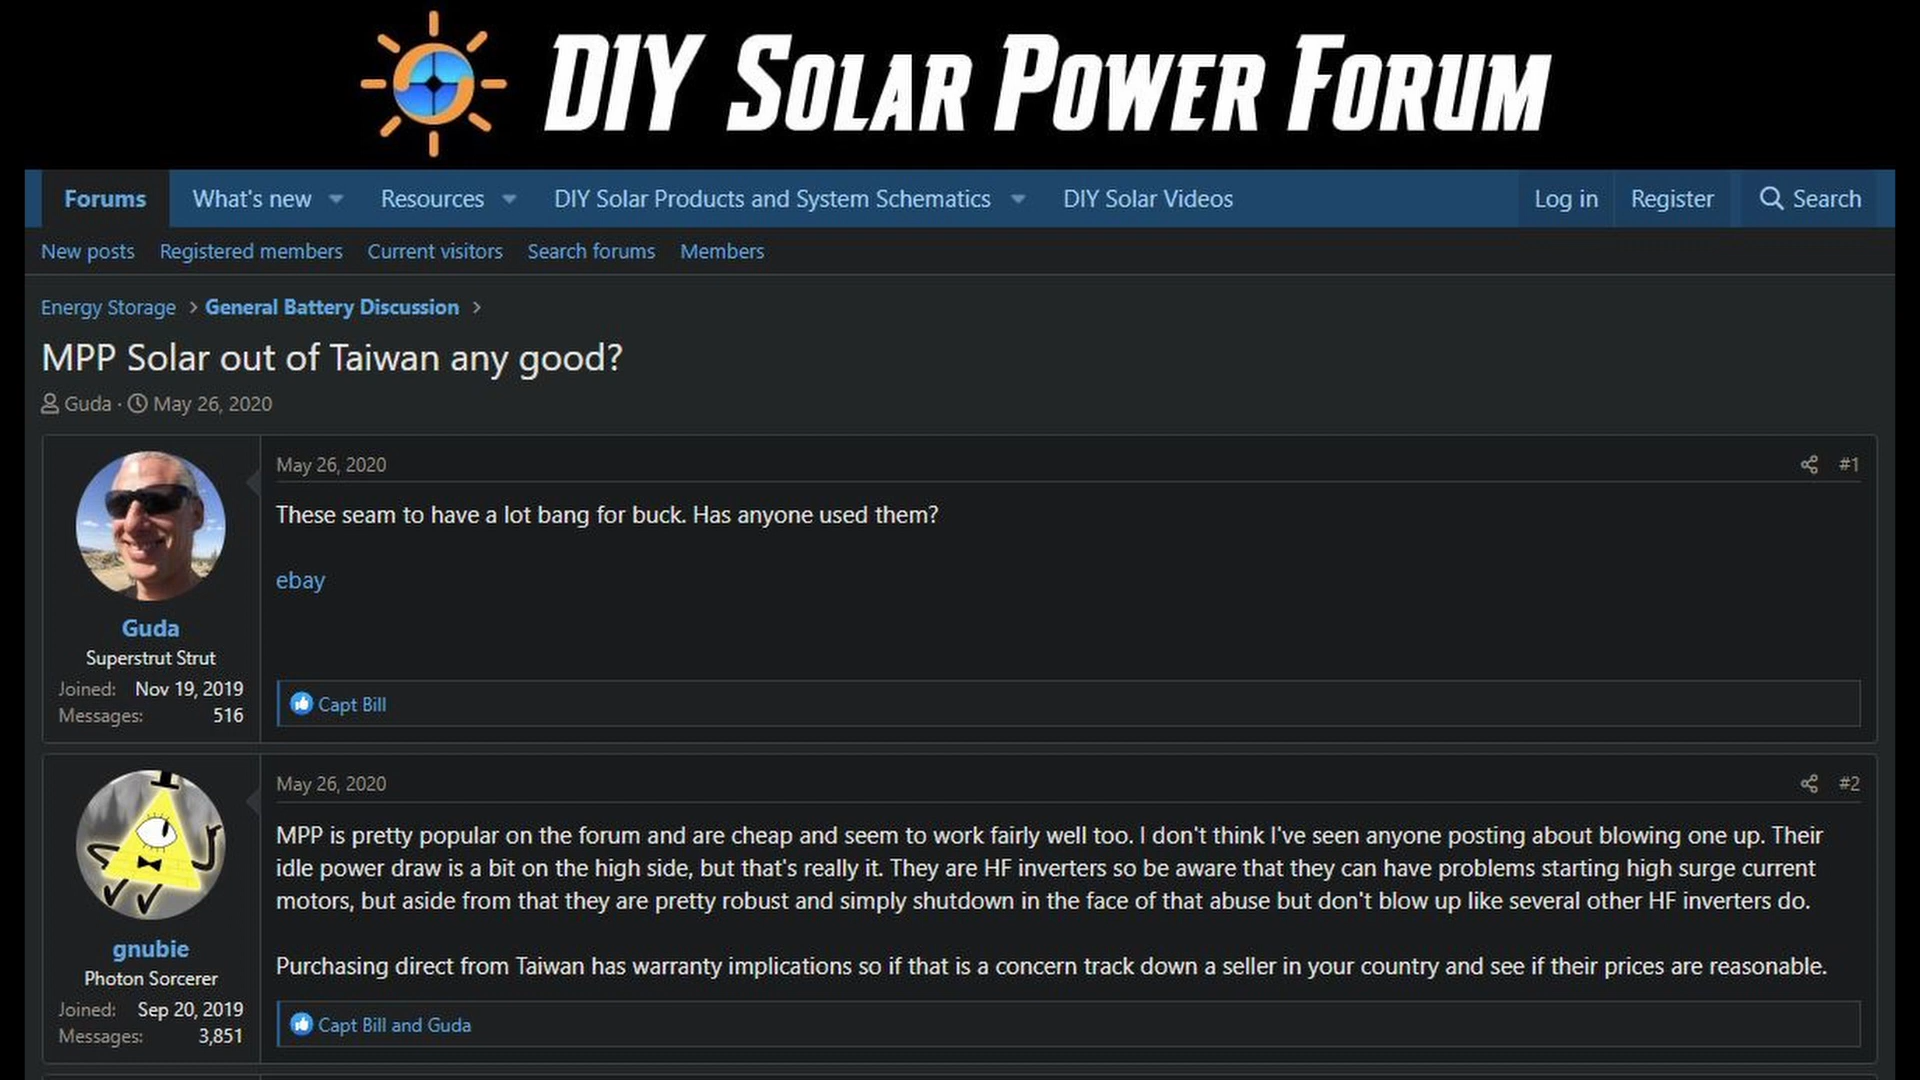 DIY SOLAR POWER FORUM
Forums What's new Resources DIY Solar Products and System Schematics DIY Solar Videos Log in Register Search
New posts Registered members Current visitors Search forums Members
Energy Storage > General Battery Discussion >
MPP Solar out of Taiwan any good?
Guda · May 26, 2020
May 26, 2020 #1
These seam to have a lot bang for buck. Has anyone used them?
ebay
Guda
Superstrut Strut
Joined: Nov 19, 2019
Messages: 516
Capt Bill
May 26, 2020 #2
MPP is pretty popular on the forum and are cheap and seem to work fairly well too. I don't think I've seen anyone posting about blowing one up. Their
idle power draw is a bit on the high side, but that's really it. They are HF inverters so be aware that they can have problems starting high surge current
motors, but aside from that they are pretty robust and simply shutdown in the face of that abuse but don't blow up like several other HF inverters do.
Purchasing direct from Taiwan has warranty implications so if that is a concern track down a seller in your country and see if their prices are reasonable.
gnubie
Photon Sorcerer
Joined: Sep 20, 2019
Messages: 3,851
Capt Bill and Guda